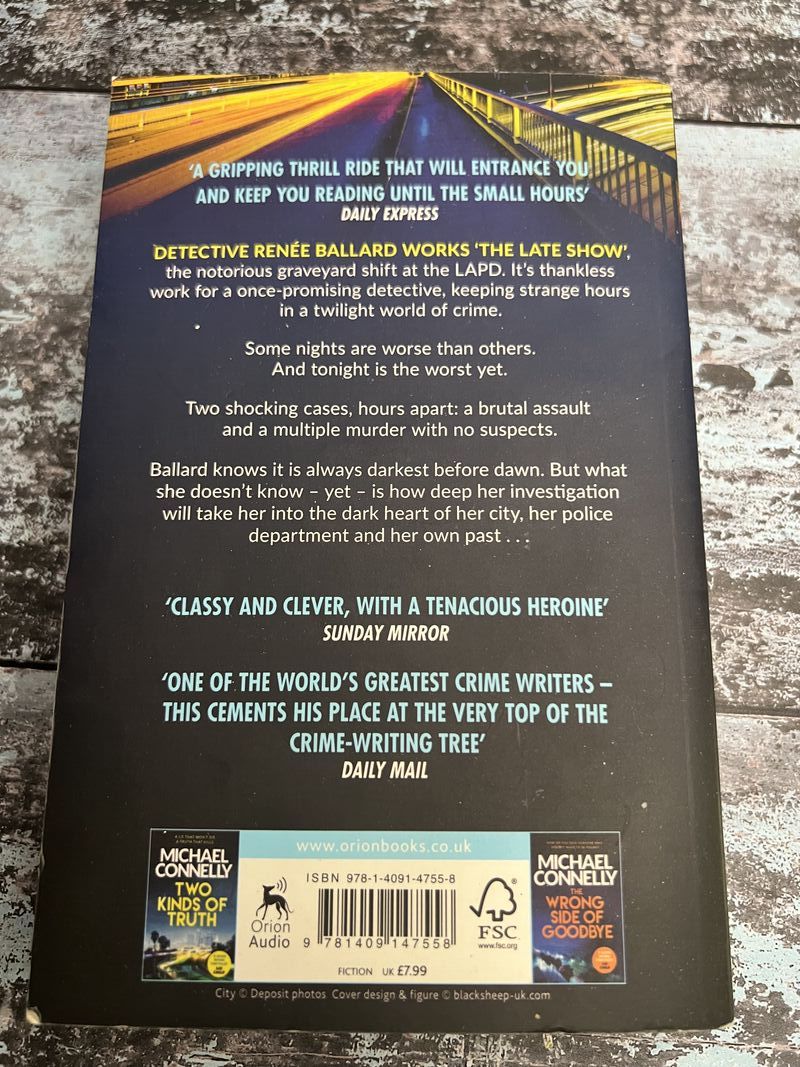 ‘A GRIPPING THRILL RIDE THAT WILL ENTRANCE YOU
AND KEEP YOU READING UNTIL THE SMALL HOURS’
DAILY EXPRESS
DETECTIVE RENÉE BALLARD WORKS ‘THE LATE SHOW’,
the notorious graveyard shift at the LAPD. It’s thankless
work for a once-promising detective, keeping strange hours
in a twilight world of crime.
Some nights are worse than others.
And tonight is the worst yet.
Two shocking cases, hours apart: a brutal assault
and a multiple murder with no suspects.
Ballard knows it is always darkest before dawn. But what
she doesn’t know – yet – is how deep her investigation
will take her into the dark heart of her city, her police
department and her own past . . .
‘CLASSY AND CLEVER, WITH A TENACIOUS HEROINE’
SUNDAY MIRROR
‘ONE OF THE WORLD’S GREATEST CRIME WRITERS –
THIS CEMENTS HIS PLACE AT THE VERY TOP OF THE
CRIME-WRITING TREE’
DAILY MAIL
MICHAEL
CONNELLY
TWO
KINDS OF
TRUTH
www.orionbooks.co.uk
ISBN 978-1-4091-4755-8
Orion
Audio
9 781409 147558
FSC
www.fsc.org
FICTION UK £7.99
MICHAEL
CONNELLY
THE
WRONG
SIDE OF
GOODBYE
City © Deposit photos Cover design & figure © blacksheep-uk.com